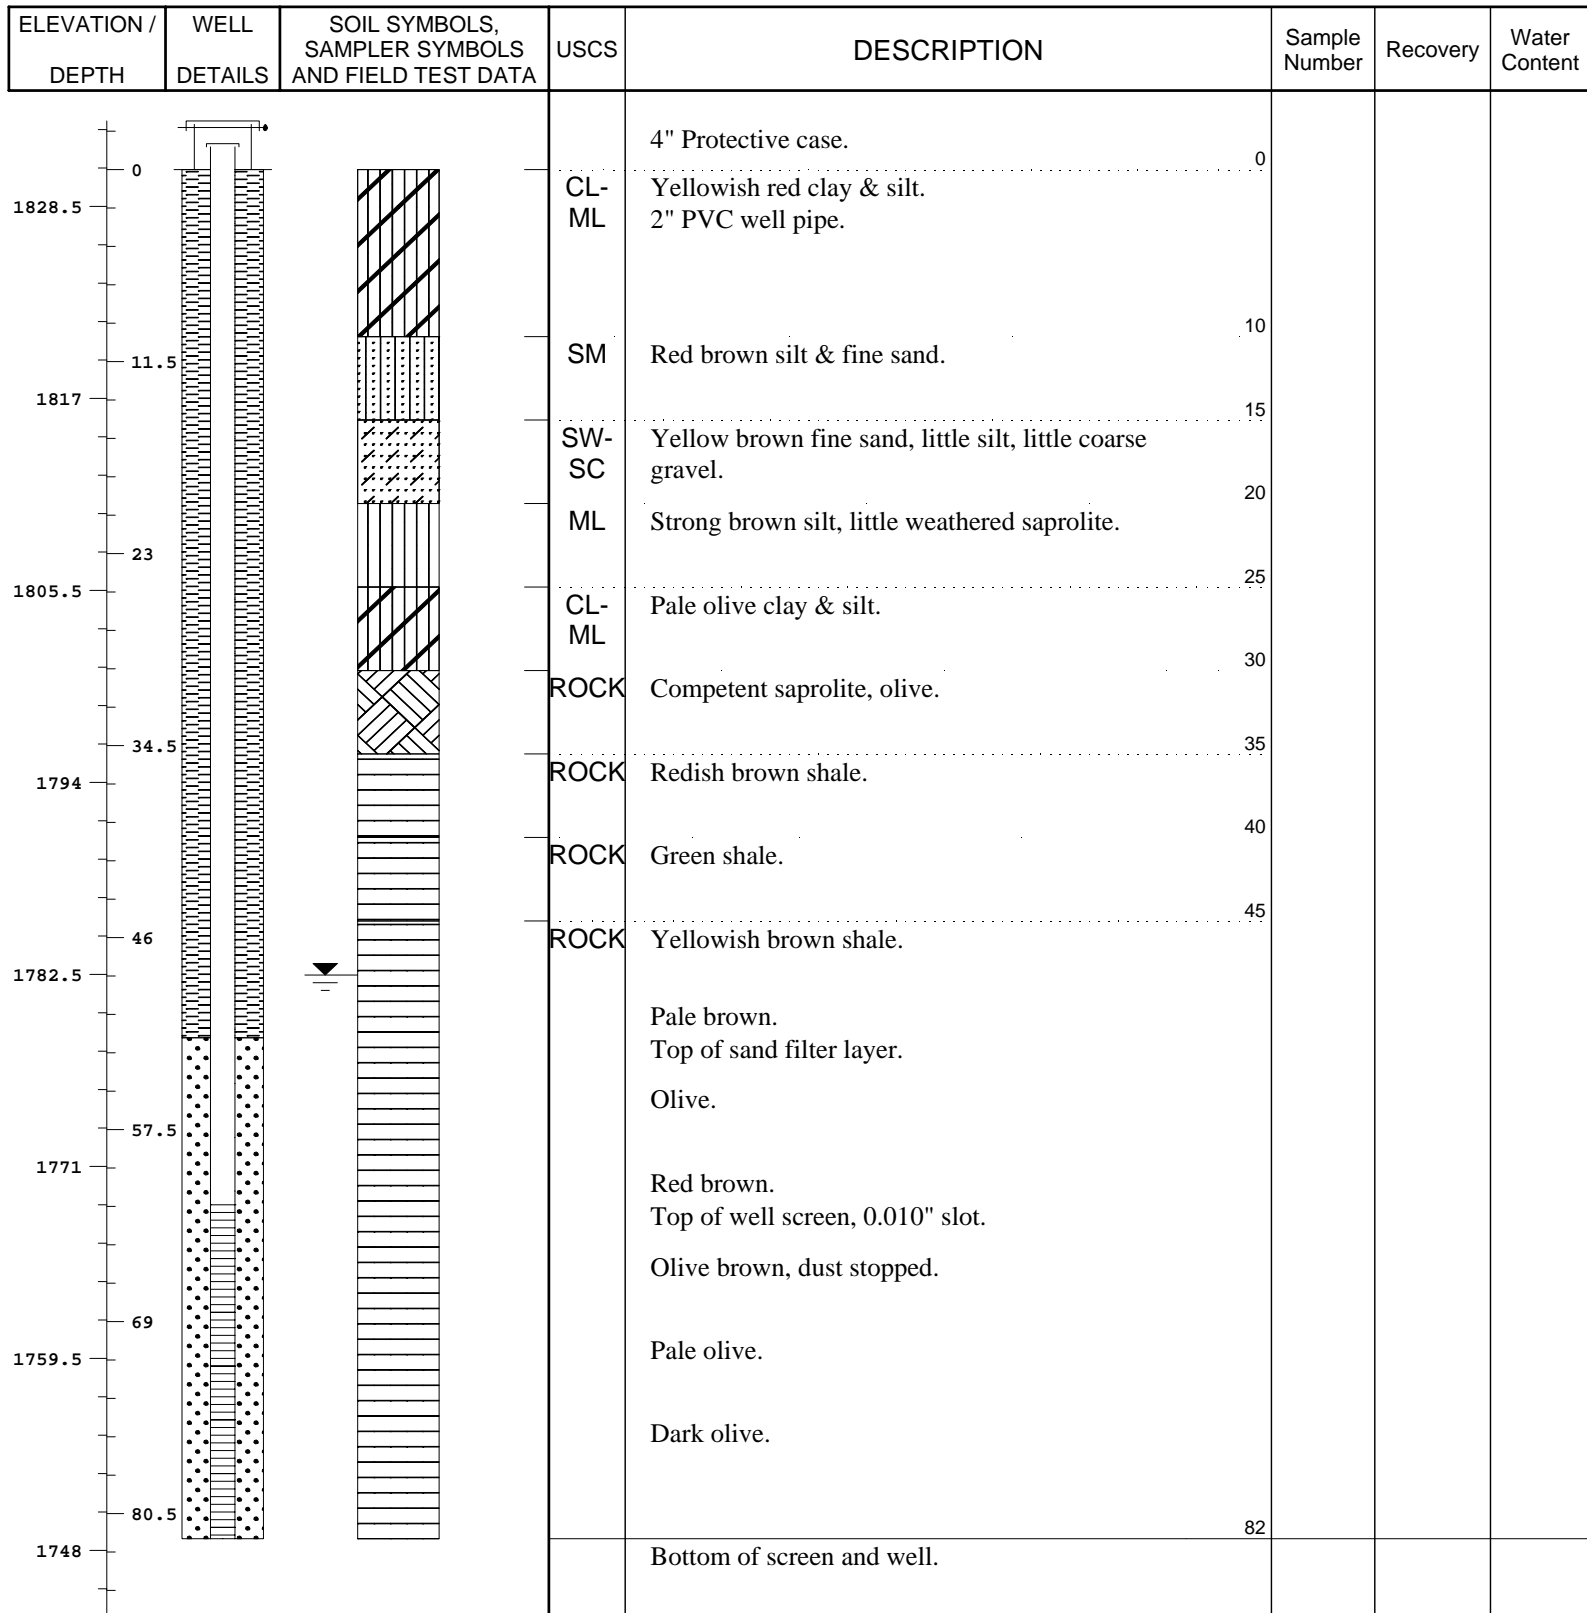 ELEVATION / DEPTH
WELL DETAILS
SOIL SYMBOLS,
SAMPLER SYMBOLS
AND FIELD TEST DATA
USCS
DESCRIPTION
Sample
Number
Recovery
Water
Content
4" Protective case.
0
0
CL-
ML
Yellowish red clay & silt.
1828.5
2" PVC well pipe.
10
11.5
SM
Red brown silt & fine sand.
1817
15
SW-
SC
Yellow brown fine sand, little silt, little coarse
gravel.
20
ML
Strong brown silt, little weathered saprolite.
23
25
1805.5
CL-
ML
Pale olive clay & silt.
30
ROCK
Competent saprolite, olive.
34.5
35
ROCK
Redish brown shale.
1794
40
ROCK
Green shale.
45
46
ROCK
Yellowish brown shale.
1782.5
Pale brown.
Top of sand filter layer.
Olive.
57.5
1771
Red brown.
Top of well screen, 0.010" slot.
Olive brown, dust stopped.
69
1759.5
Pale olive.
Dark olive.
80.5
82
1748
Bottom of screen and well.